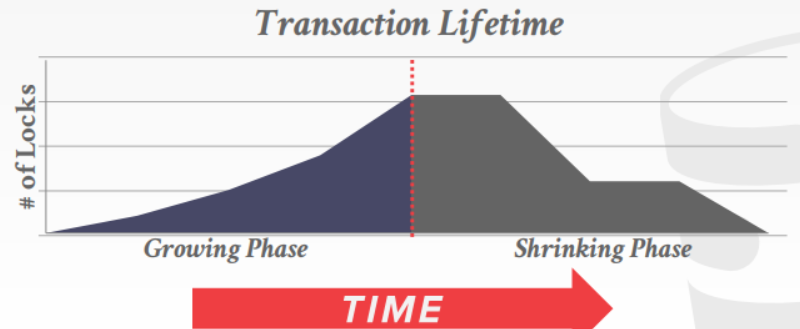 Transaction Lifetime
# of Locks
Growing Phase
Shrinking Phase
TIME